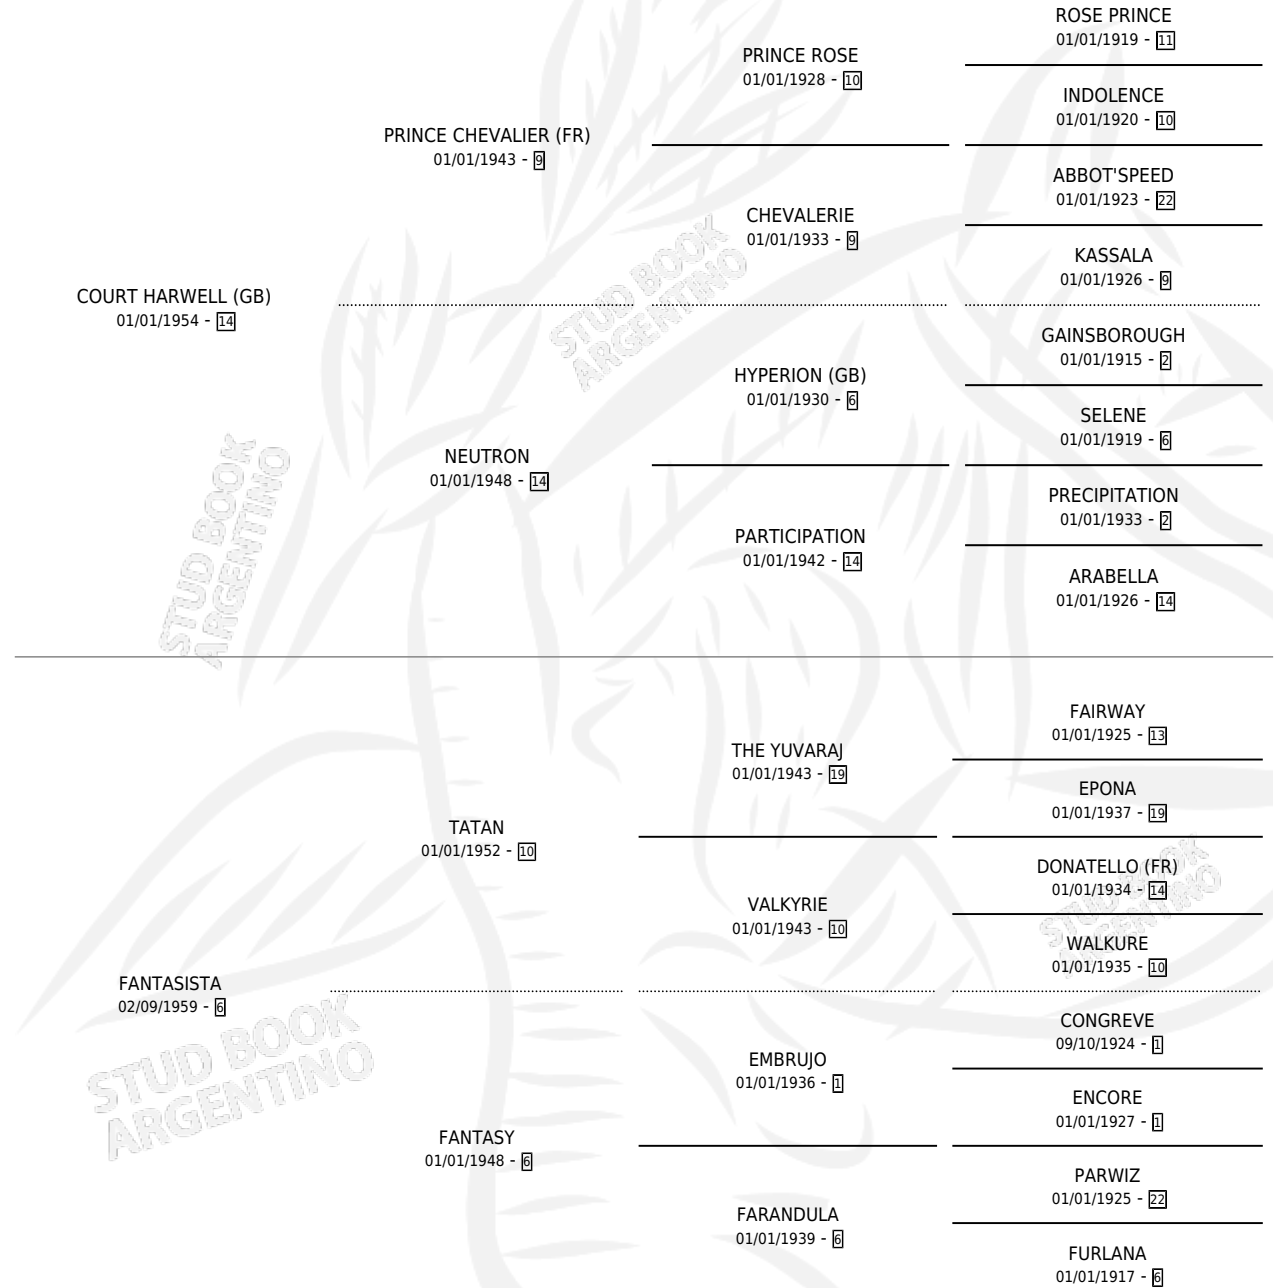 ROSE PRINCE
01/01/1919 - 11
PRINCE ROSE
01/01/1928 - 10
INDOLENCE
01/01/1920 - 10
PRINCE CHEVALIER (FR)
01/01/1943 - 9
ABBOT'SPEED
01/01/1923 - 22
CHEVALERIE
01/01/1933 - 9
KASSALA
01/01/1926 - 9
COURT HARWELL (GB)
01/01/1954 - 14
GAINSBOROUGH
01/01/1915 - 2
HYPERION (GB)
01/01/1930 - 6
SELENE
01/01/1919 - 6
NEUTRON
01/01/1948 - 14
PRECIPITATION
01/01/1933 - 2
PARTICIPATION
01/01/1942 - 14
ARABELLA
01/01/1926 - 14
FAIRWAY
01/01/1925 - 13
THE YUVARAJ
01/01/1943 - 19
EPONA
01/01/1937 - 19
TATAN
01/01/1952 - 10
DONATELLO (FR)
01/01/1934 - 14
VALKYRIE
01/01/1943 - 10
WALKURE
01/01/1935 - 10
FANTASISTA
02/09/1959 - 6
CONGREVE
09/10/1924 - 1
EMBRUJO
01/01/1936 - 1
ENCORE
01/01/1927 - 1
FANTASY
01/01/1948 - 6
PARWIZ
01/01/1925 - 22
FARANDULA
01/01/1939 - 6
FURLANA
01/01/1917 - 6
STUD BOOK
ARGENTINO
STUD BOOK
ARGENTINO
STUD BOOK
ARGENTINO
STUD BOOK
ARGENTINO